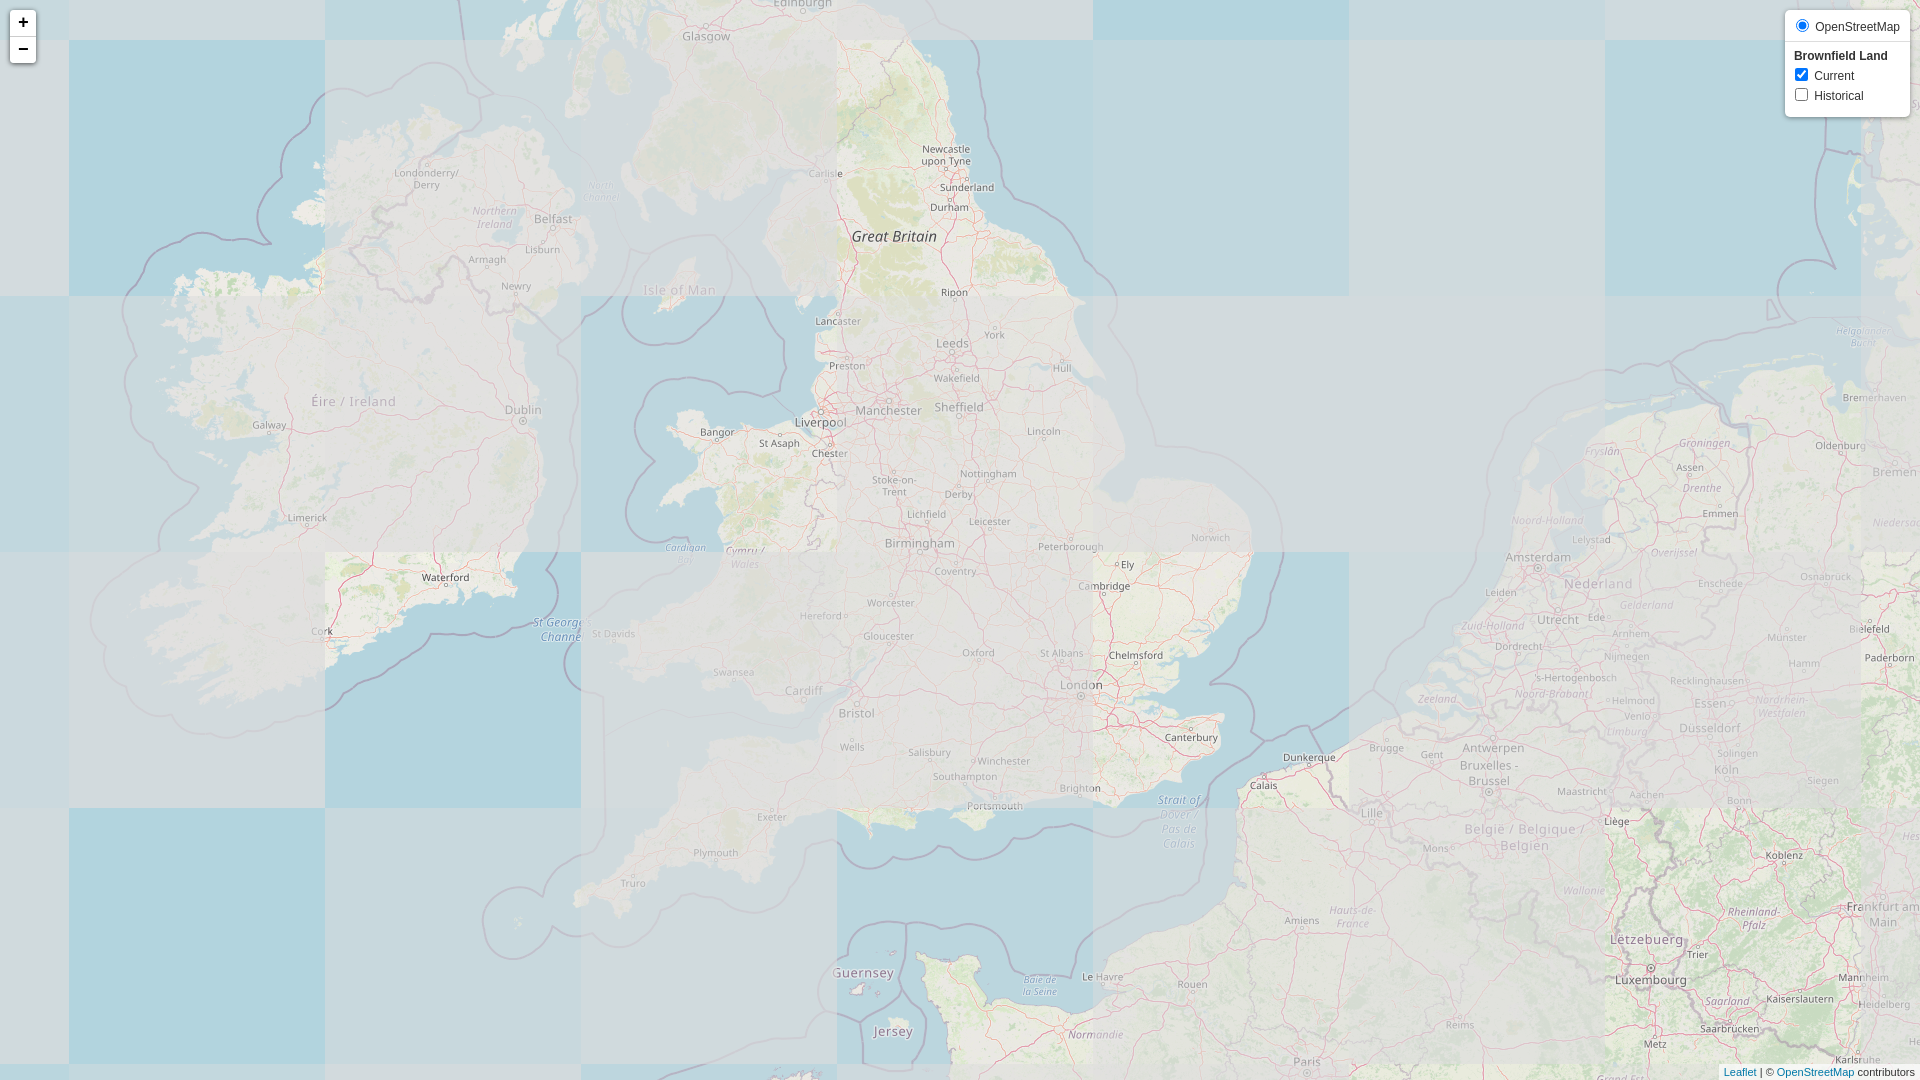 +
−
OpenStreetMap
Brownfield Land
Current
Historical
Edinburgh
Glasgow
Newcastle
upon Tyne
Londonderry/
Derry
Carlisle
North
Channel
Sunderland
Durham
Northern
Ireland
Belfast
Great Britain
Lisburn
Armagh
Newry
Isle of Man
Ripon
Lancaster
York
Leeds
Helgoländer
Bucht
Preston
Hull
Wakefield
Éire / Ireland
Dublin
Bremerhaven
Manchester
Sheffield
Galway
Liverpool
Bangor
Lincoln
St Asaph
Groningen
Chester
Fryslân
Oldenburg
Assen
Bremen
Nottingham
Stoke-on-
Trent
Derby
Drenthe
Lichfield
Emmen
Limerick
Leicester
Noord-Holland
Birmingham
Norwich
Lelystad
Cardigan
Bay
Cymru /
Wales
Peterborough
Overijssel
Amsterdam
Ely
Coventry
Waterford
Nederland
Enschede
Osnabrück
Cambridge
Leiden
Worcester
Gelderland
Hereford
Utrecht
Ede
St George's
Channel
Zuid-Holland
Bielefeld
Cork
St Davids
Gloucester
Arnhem
Münster
Dordrecht
Oxford
St Albans
Chelmsford
Nijmegen
Paderborn
Hamm
Swansea
's-Hertogenbosch
Recklinghausen
London
Cardiff
Noord-Brabant
Zeeland
Helmond
Essen
Nordrhein-
Westfalen
Bristol
Venlo
Düsseldorf
Limburg
Canterbury
Wells
Brugge
Antwerpen
Salisbury
Gent
Solingen
Dunkerque
Winchester
Bruxelles -
Brussel
Köln
Southampton
Siegen
Calais
Brighton
Maastricht
Aachen
Strait of
Dover /
Pas de
Calais
Bonn
Portsmouth
Lille
Exeter
Liège
België / Belgique /
Belgien
Mons
Plymouth
Koblenz
Truro
Wallonie
Hauts-de-
France
Rheinland-
Pfalz
Frankfurt am
Main
Amiens
Lëtzebuerg
Trier
Guernsey
Le Havre
Baie de
la Seine
Rouen
Luxembourg
Mannheim
Kaiserslautern
Saarland
Heidelberg
Jersey
Reims
Saarbrücken
Normandie
Metz
Karlsruhe
Paris
Leaflet | © OpenStreetMap contributors